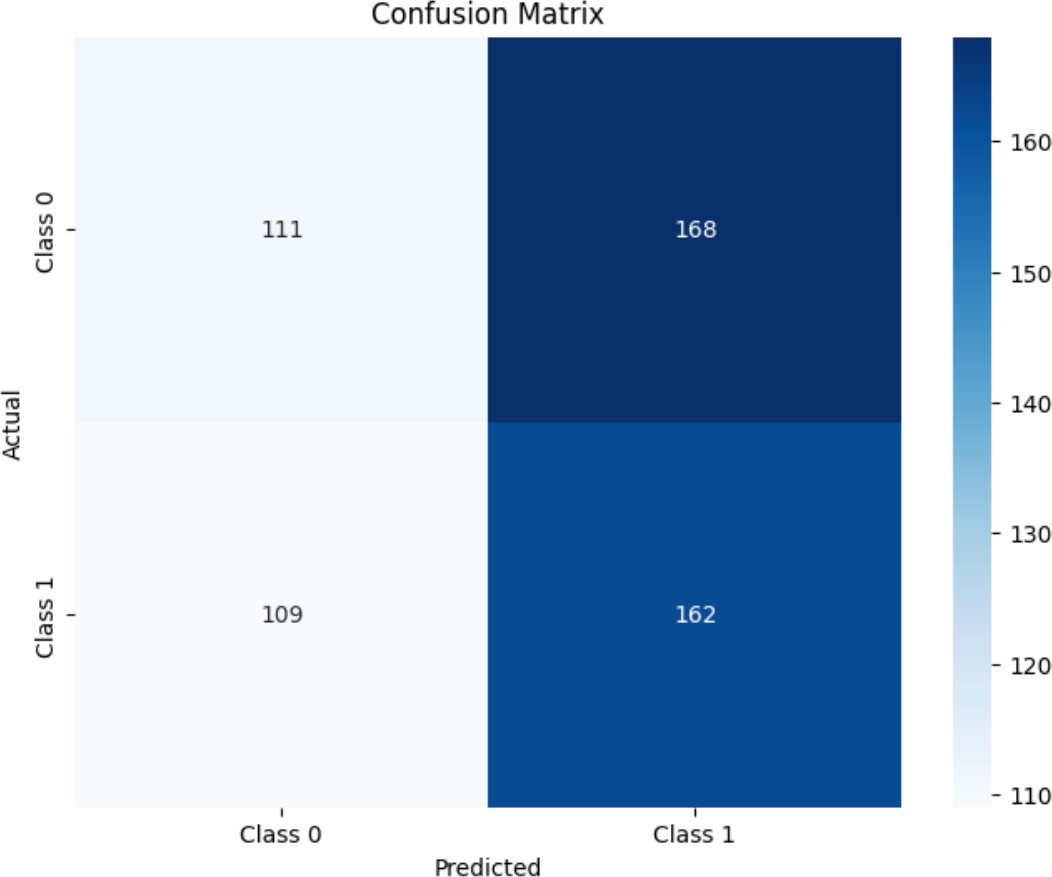 Confusion Matrix
Actual
Class 0
111
168
Class 1
109
162
Class 0
Class 1
Predicted
160
150
140
130
120
110